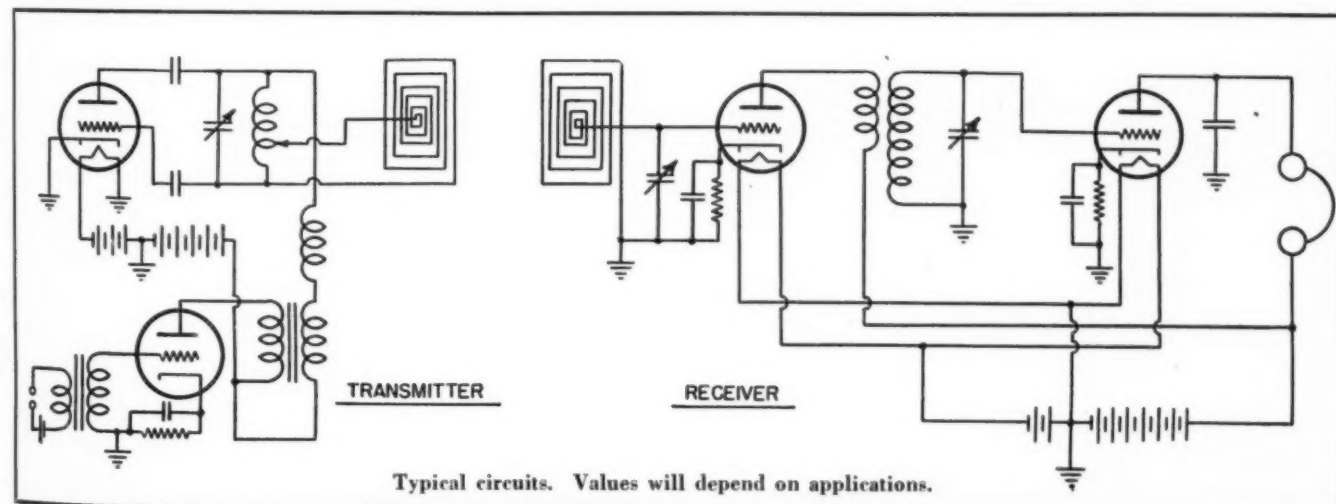 TRANSMITTER
RECEIVER
Typical circuits. Values will depend on applications.